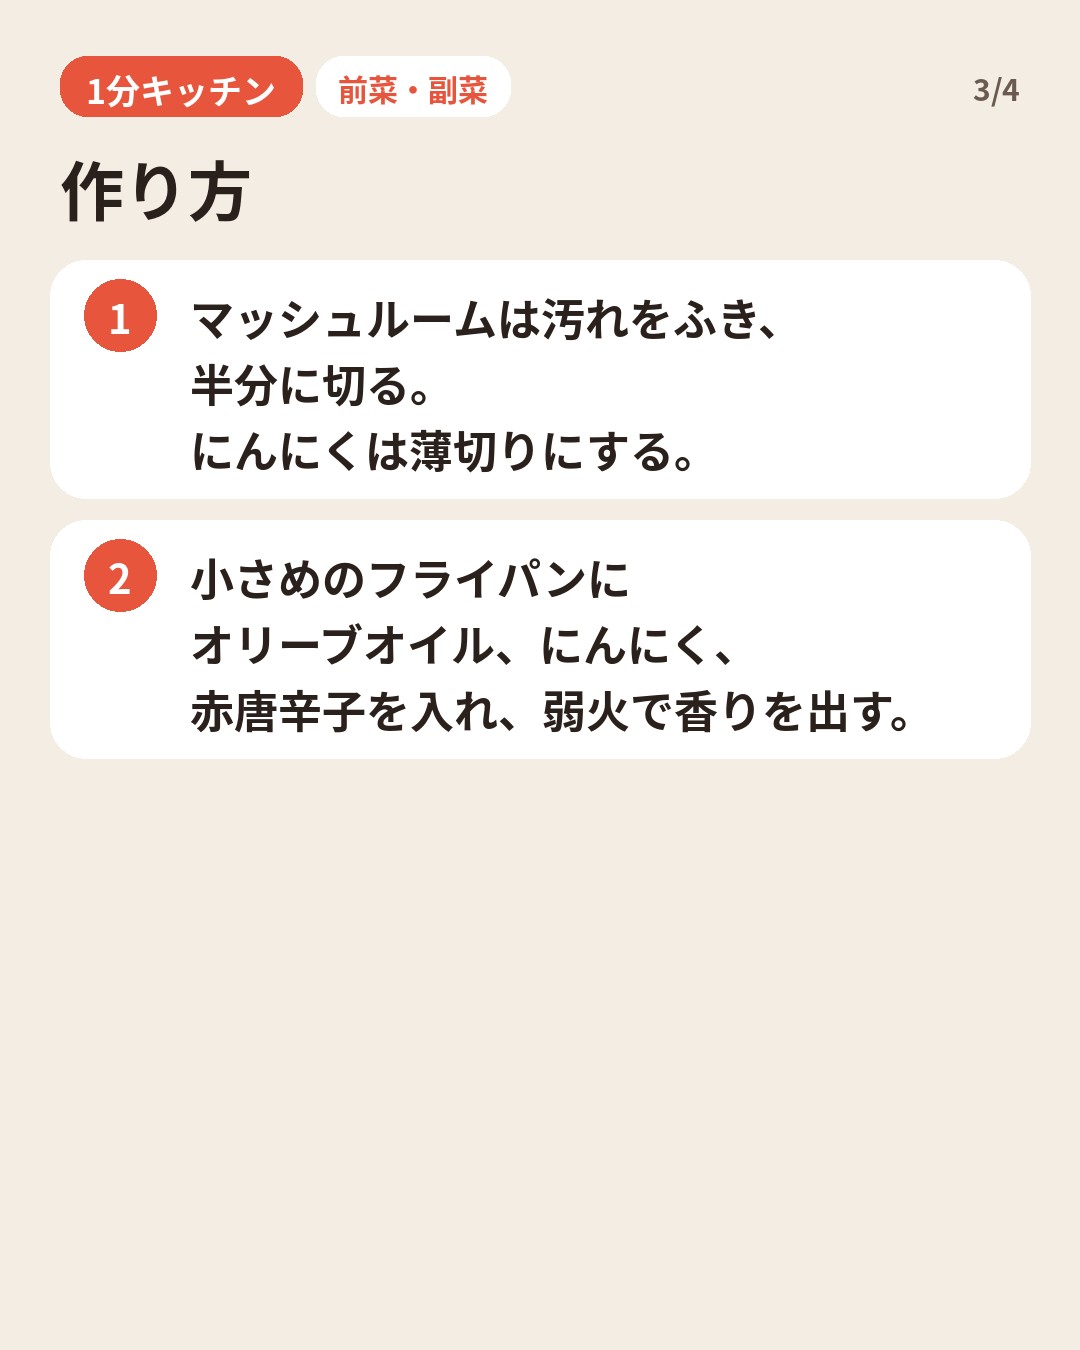 1分キッチン
前菜・副菜
3/4
作り方
1
マッシュルームは汚れをふき、
半分に切る。
にんにくは薄切りにする。
2
小さめのフライパンに
オリーブオイル、にんにく、
赤唐辛子を入れ、弱火で香りを出す。